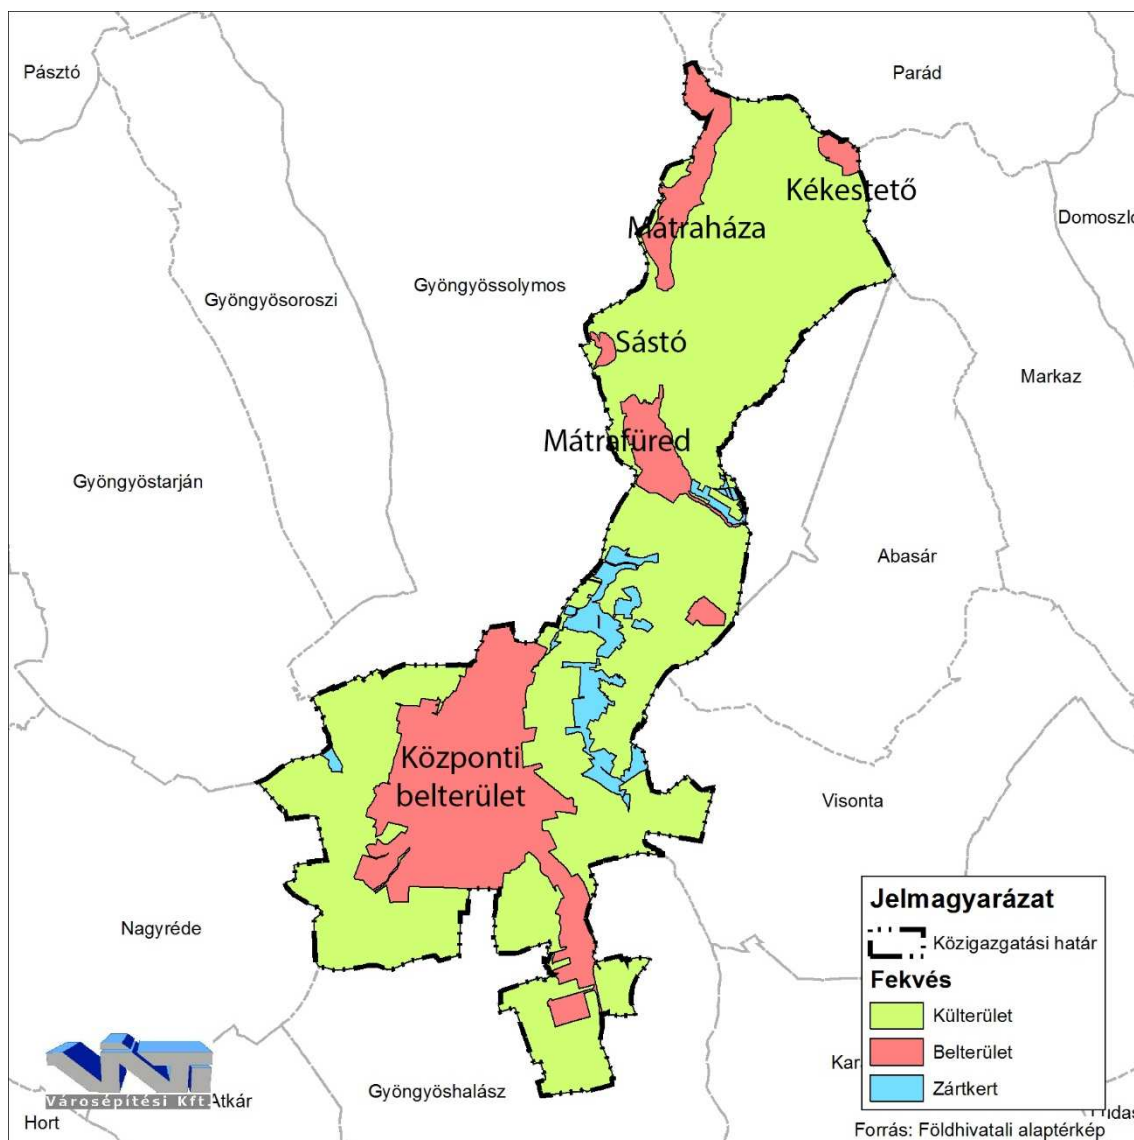 Pásztó
Parád
Kékestető
Domoszló
Mátraháza
Gyöngyössolymos
Gyöngyösoroszi
Sástó
Markaz
Mátrafüred
Gyöngyöstarján
Abasár
Központi
belterület
Visonta
Nagyréde
Jelmagyarázat
Közigazgatási határ
Fekvés
Külterület
Belterület
Zártkert
Gyöngyöshalász
Városépítési Kft.
Atkár
Hort
Forrás: Földhivatali alaptérkép